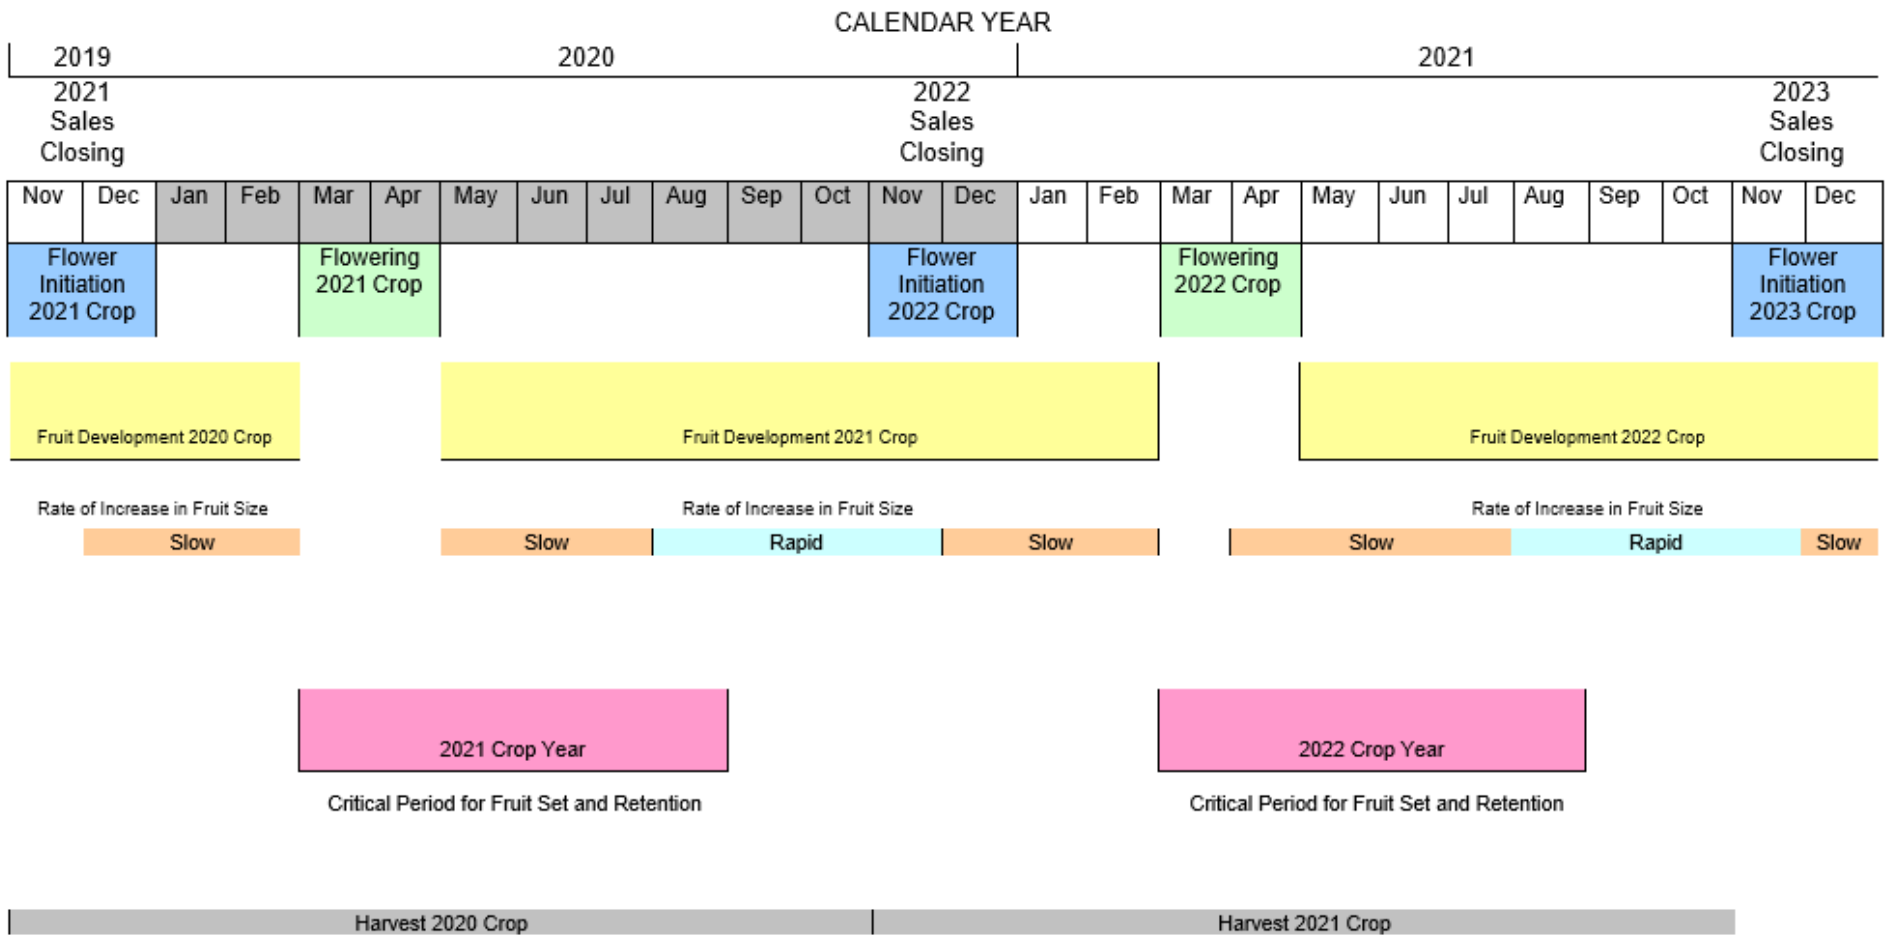 CALENDAR YEAR
2019 2020 2021
2021 2022 2023
Sales Sales Sales
Closing Closing Closing
Nov Dec Jan Feb Mar Apr May Jun Jul Aug Sep Oct Nov Dec Jan Feb Mar Apr May Jun Jul Aug Sep Oct Nov Dec
Flower Flowering Flower Flowering Flower
Initiation 2021 Crop Initiation 2022 Crop Initiation
2021 Crop 2022 Crop 2023 Crop
Fruit Development 2020 Crop Fruit Development 2021 Crop Fruit Development 2022 Crop
Rate of Increase in Fruit Size Rate of Increase in Fruit Size Rate of Increase in Fruit Size
Slow Slow Rapid Slow Slow Rapid Slow
2021 Crop Year 2022 Crop Year
Critical Period for Fruit Set and Retention Critical Period for Fruit Set and Retention
Harvest 2020 Crop Harvest 2021 Crop